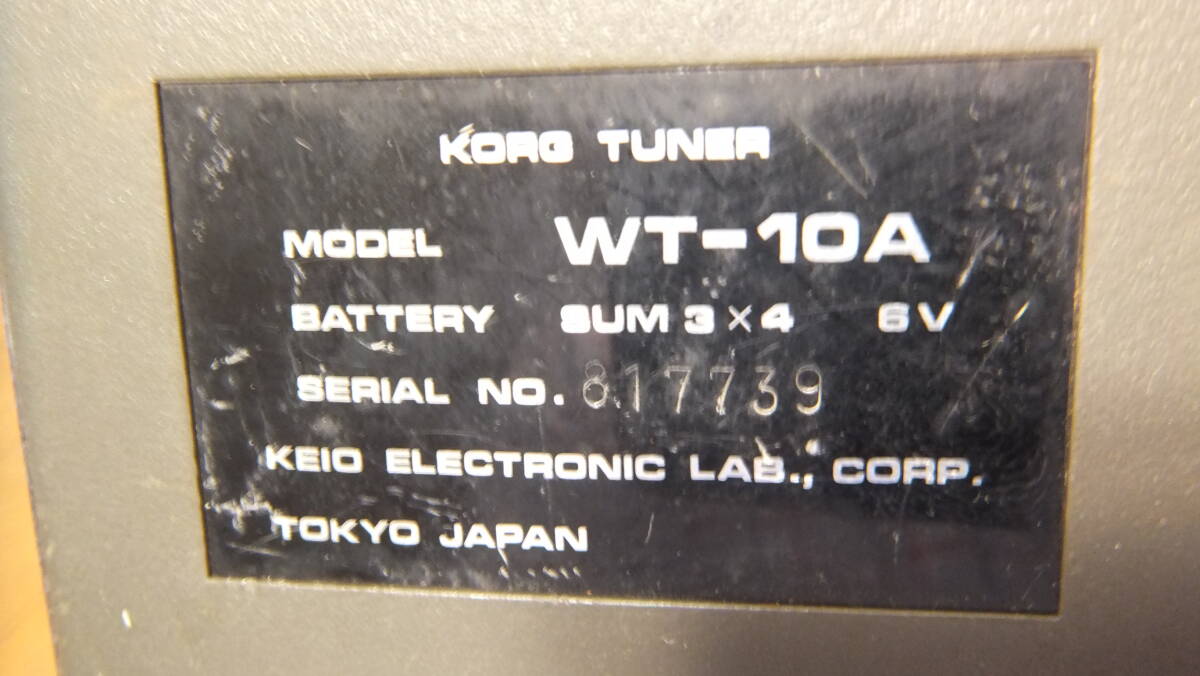 KORG TUNER
MODEL WT-10A
BATTERY SUM 3×4 6V
SERIAL NO. 817739
KEIO ELECTRONIC LAB., CORP.
TOKYO JAPAN